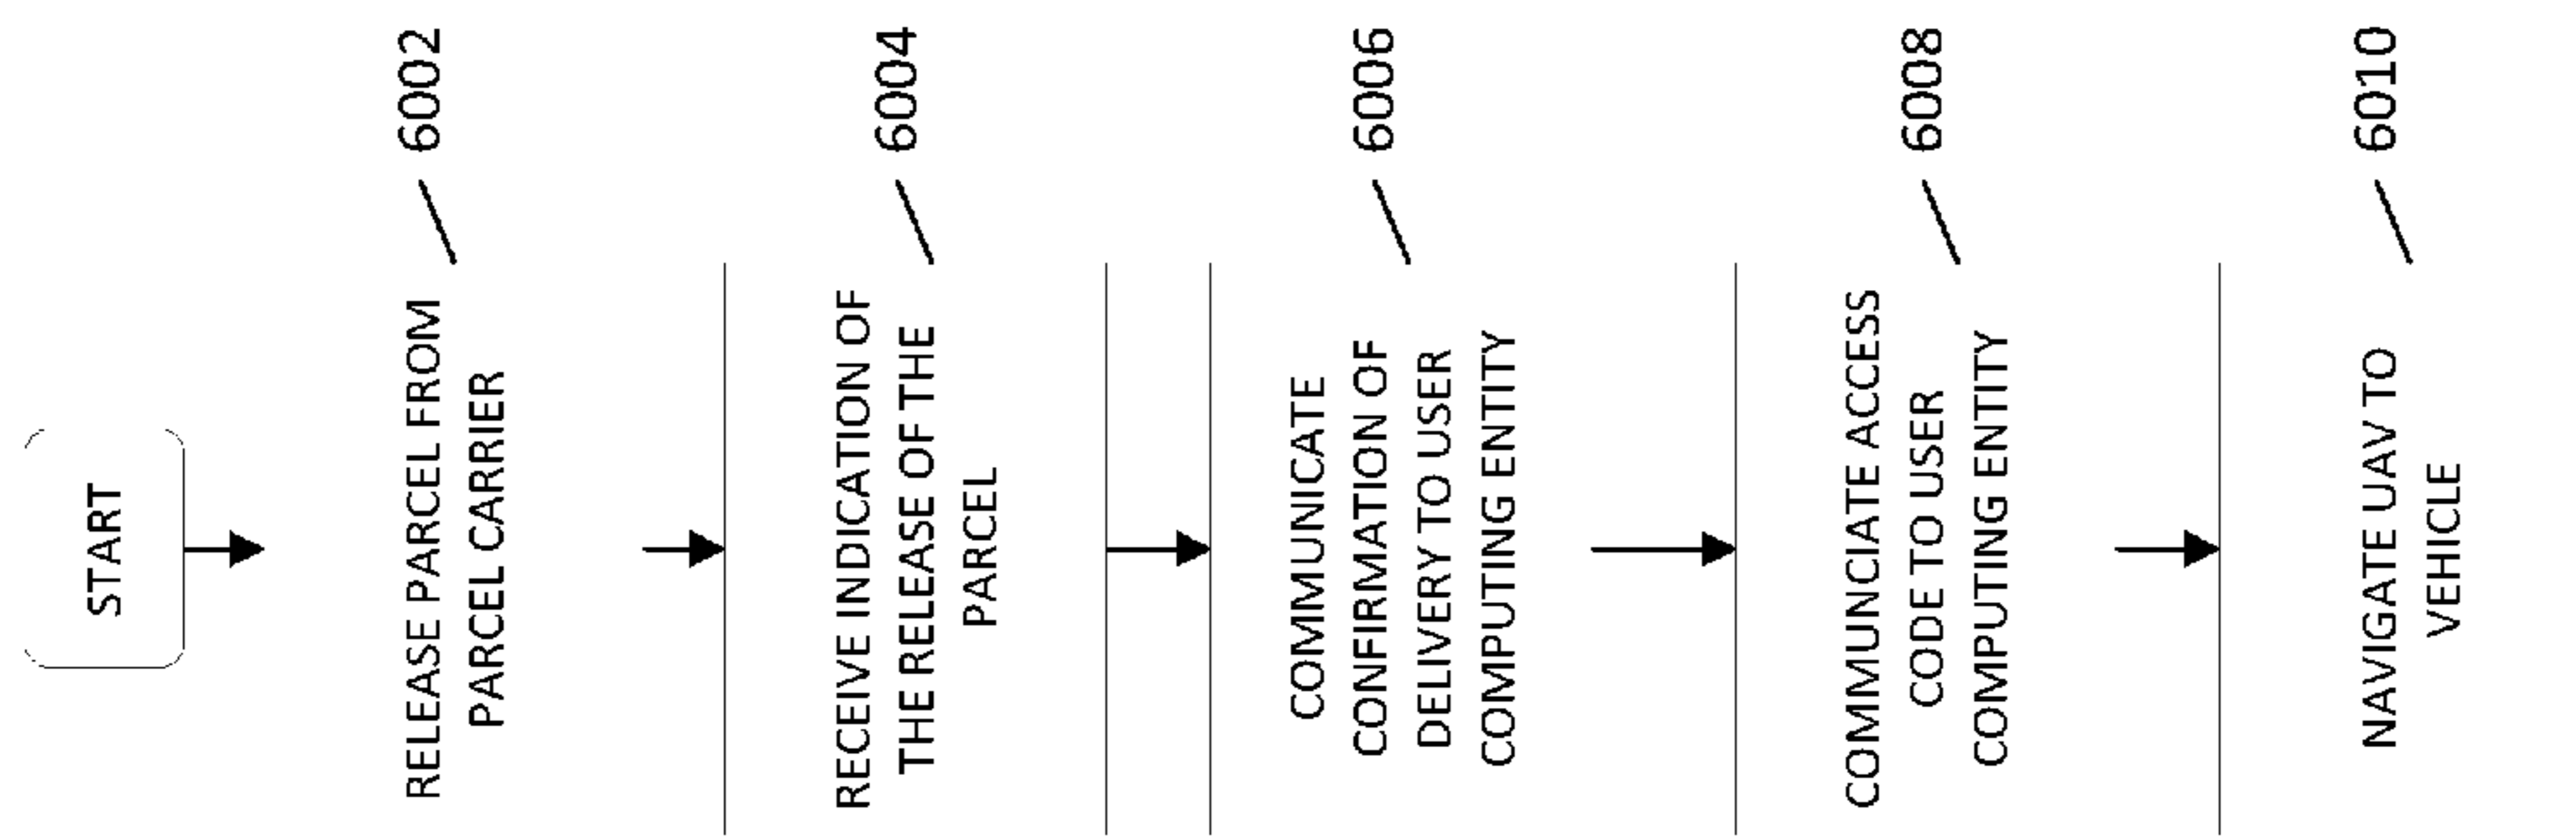 START
RELEASE PARCEL FROM
PARCEL CARRIER
6002
RECEIVE INDICATION OF
THE RELEASE OF THE
PARCEL
6004
COMMUNICATE
CONFIRMATION OF
DELIVERY TO USER
COMPUTING ENTITY
6006
COMMUNCIATE ACCESS
CODE TO USER
COMPUTING ENTITY
6008
NAVIGATE UAV TO
VEHICLE
6010